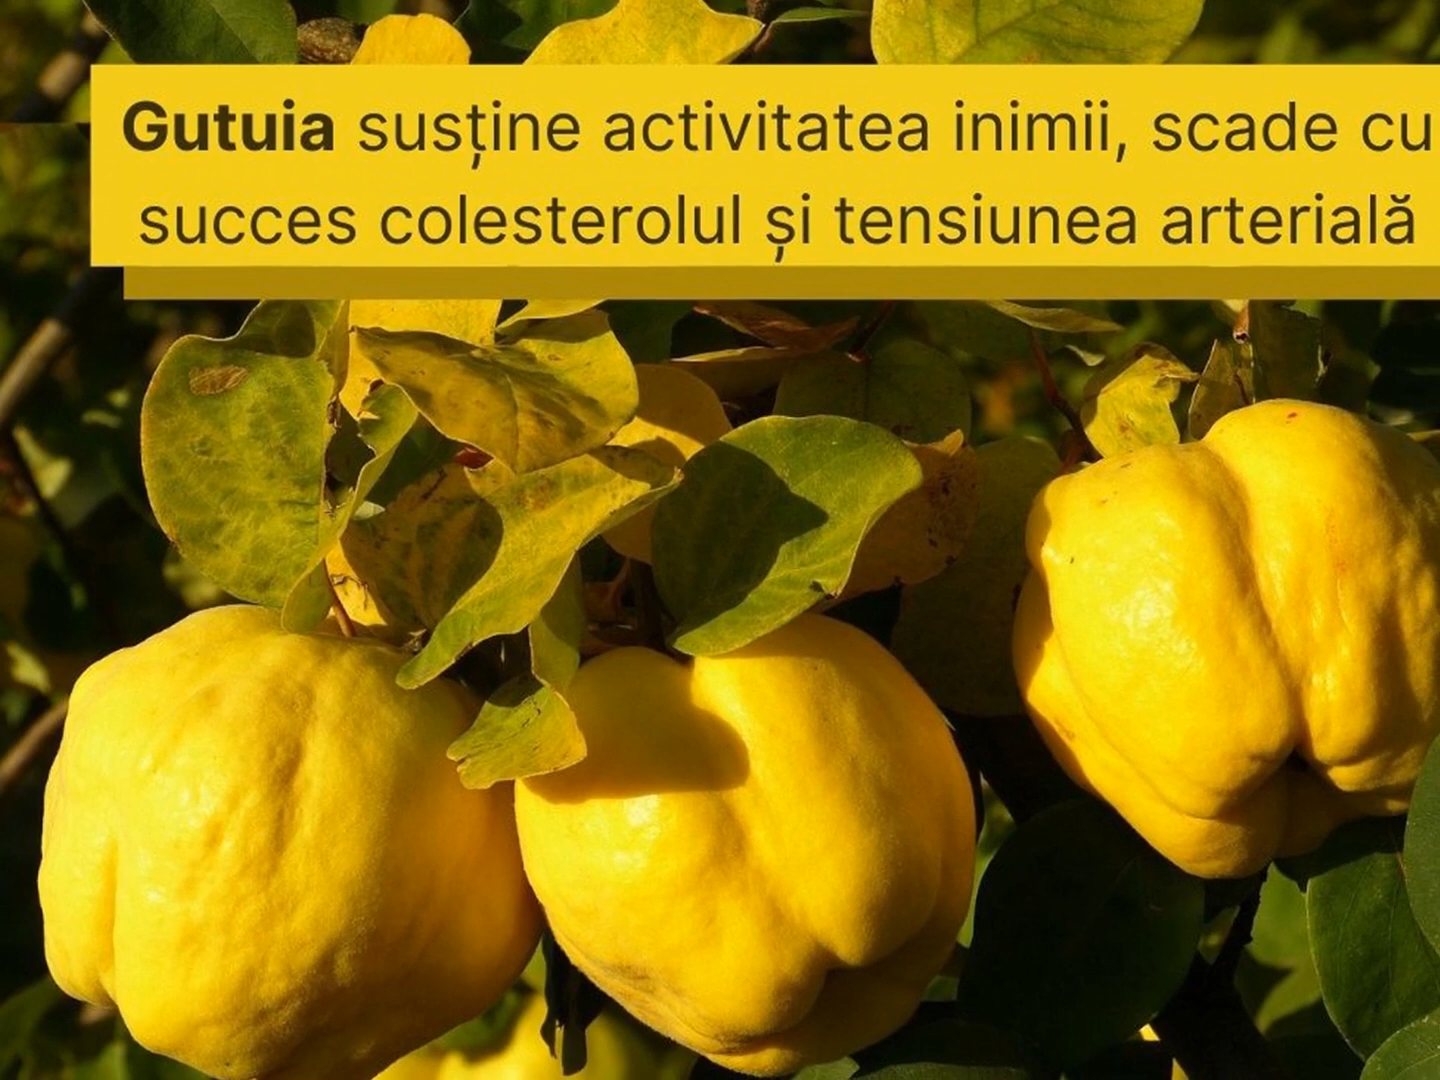 Gutuia susține activitatea inimii, scade cu
succes colesterolul și tensiunea arterială